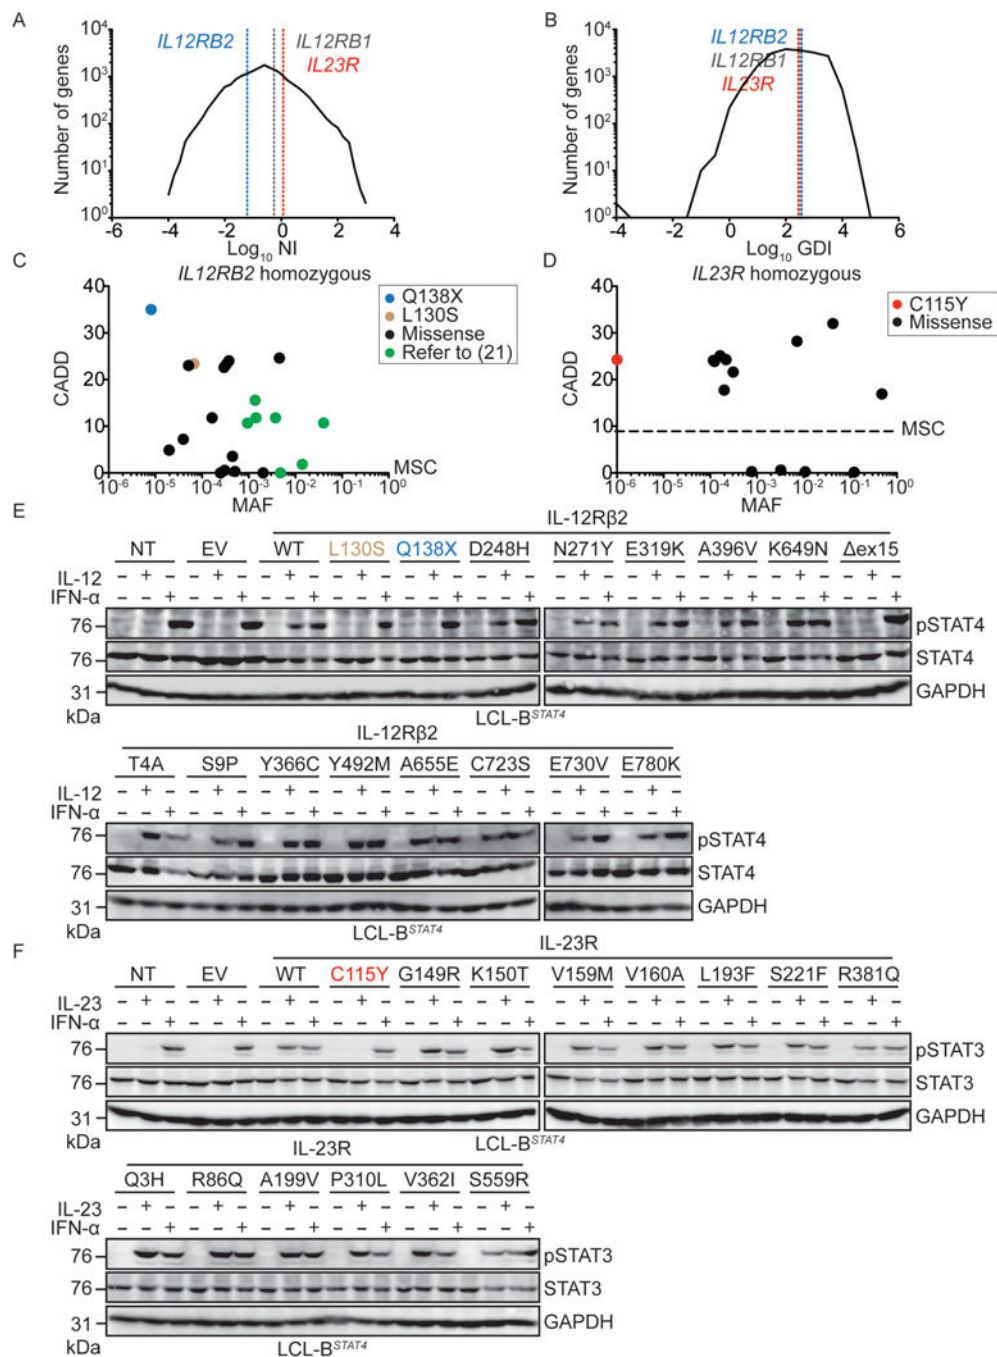 A
Number of genes
10⁴
10³
10²
10¹
10⁰
IL12RB2
IL12RB1
IL23R
-6 -4 -2 0 2 4
Log₁₀ NI
B
Number of genes
10⁴
10³
10²
10¹
10⁰
IL12RB2
IL12RB1
IL23R
-4 -2 0 2 4 6
Log₁₀ GDI
C
IL12RB2 homozygous
CADD
40
30
20
10
0
MSC
10⁻⁶ 10⁻⁵ 10⁻⁴ 10⁻³ 10⁻² 10⁻¹ 10⁰
MAF
Q138X
L130S
Missense
Refer to (21)
D
IL23R homozygous
CADD
40
30
20
10
0
MSC
10⁻⁶ 10⁻⁵ 10⁻⁴ 10⁻³ 10⁻² 10⁻¹ 10⁰
MAF
C115Y
Missense
E
IL-12Rβ2
NT EV WT L130S Q138X D248H N271Y E319K A396V K649N Δex15
IL-12 – + – – + – – + – – + – – + – – + – – + – – + – – + – – + – – + –
IFN-α – – + – – + – – + – – + – – + – – + – – + – – + – – + – – + – – +
76 pSTAT4
76 STAT4
31 GAPDH
kDa
LCL-B^STAT4
IL-12Rβ2
T4A S9P Y366C Y492M A655E C723S E730V E780K
IL-12 – + – – + – – + – – + – – + – – + – – + – – + –
IFN-α – – + – – + – – + – – + – – + – – + – – + – – +
76 pSTAT4
76 STAT4
31 GAPDH
kDa
LCL-B^STAT4
F
IL-23R
NT EV WT C115Y G149R K150T V159M V160A L193F S221F R381Q
IL-23 – + – – + – – + – – + – – + – – + – – + – – + – – + – – + – – + –
IFN-α – – + – – + – – + – – + – – + – – + – – + – – + – – + – – + – – +
76 pSTAT3
76 STAT3
31 GAPDH
kDa
LCL-B^STAT4
IL-23R
Q3H R86Q A199V P310L V362I S559R
IL-23 – + – – + – – + – – + – – + – – + –
IFN-α – – + – – + – – + – – + – – + – – +
76 pSTAT3
76 STAT3
31 GAPDH
kDa
LCL-B^STAT4